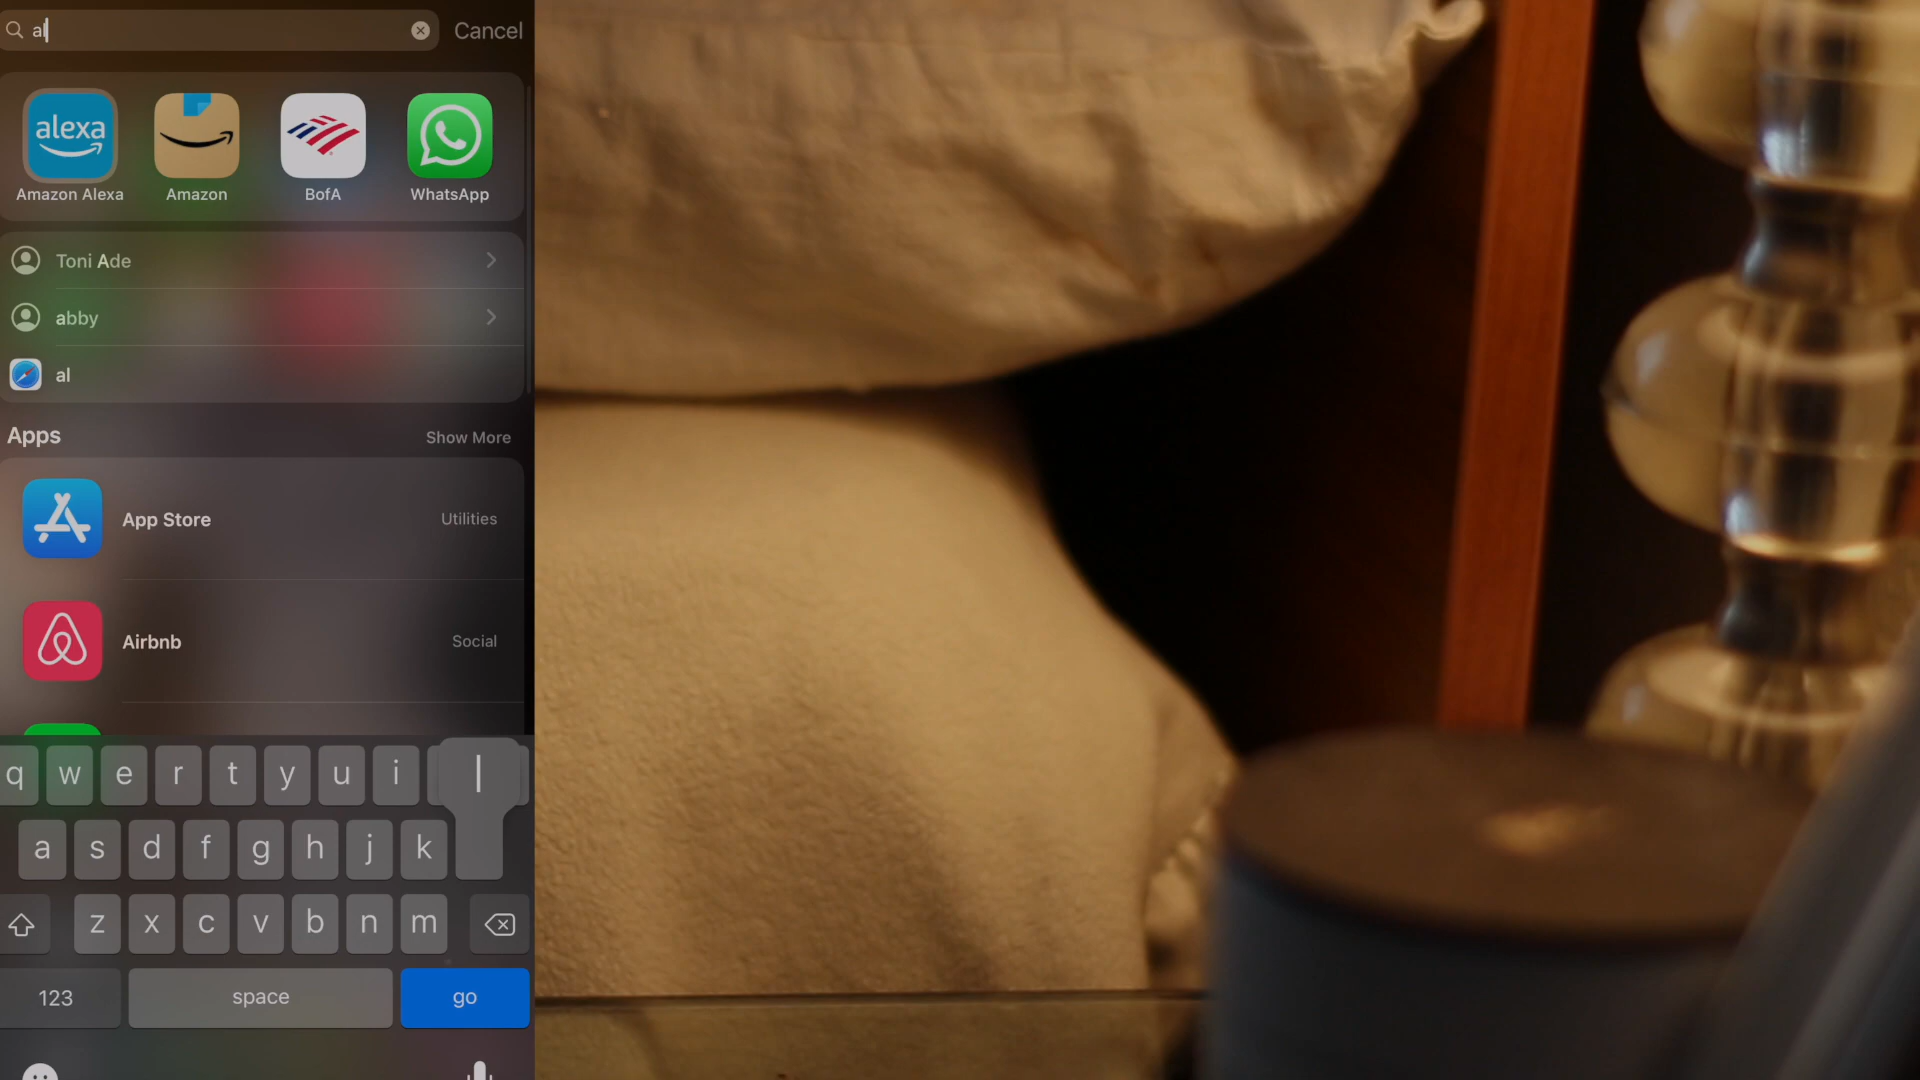 al
Cancel
alexa
Amazon Alexa
Amazon
BofA
WhatsApp
Toni Ade
abby
al
Apps
Show More
App Store
Utilities
Airbnb
Social
q w e r t y u i l
a s d f g h j k
z x c v b n m
123
space
go